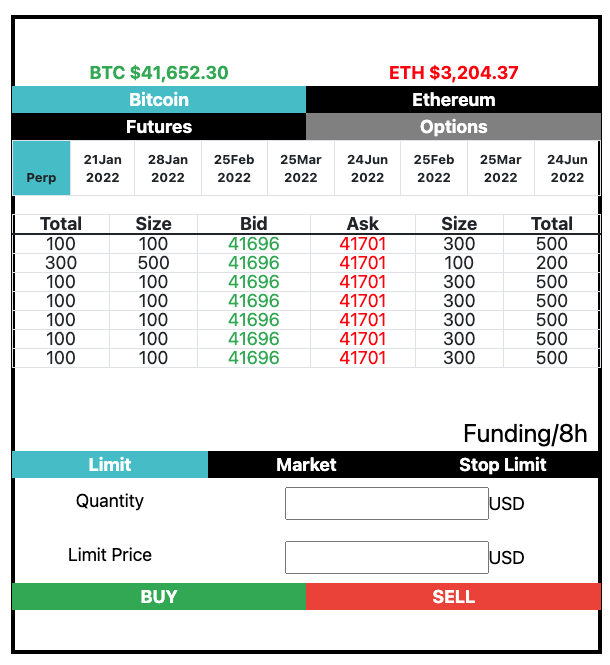 BTC $41,652.30 ETH $3,204.37
Bitcoin Ethereum
Futures Options
Perp 21Jan 2022 28Jan 2022 25Feb 2022 25Mar 2022 24Jun 2022 25Feb 2022 25Mar 2022 24Jun 2022
Total Size Bid Ask Size Total
100 100 41696 41701 300 500
300 500 41696 41701 100 200
100 100 41696 41701 300 500
100 100 41696 41701 300 500
100 100 41696 41701 300 500
100 100 41696 41701 300 500
100 100 41696 41701 300 500
Funding/8h
Limit Market Stop Limit
Quantity USD
Limit Price USD
BUY SELL